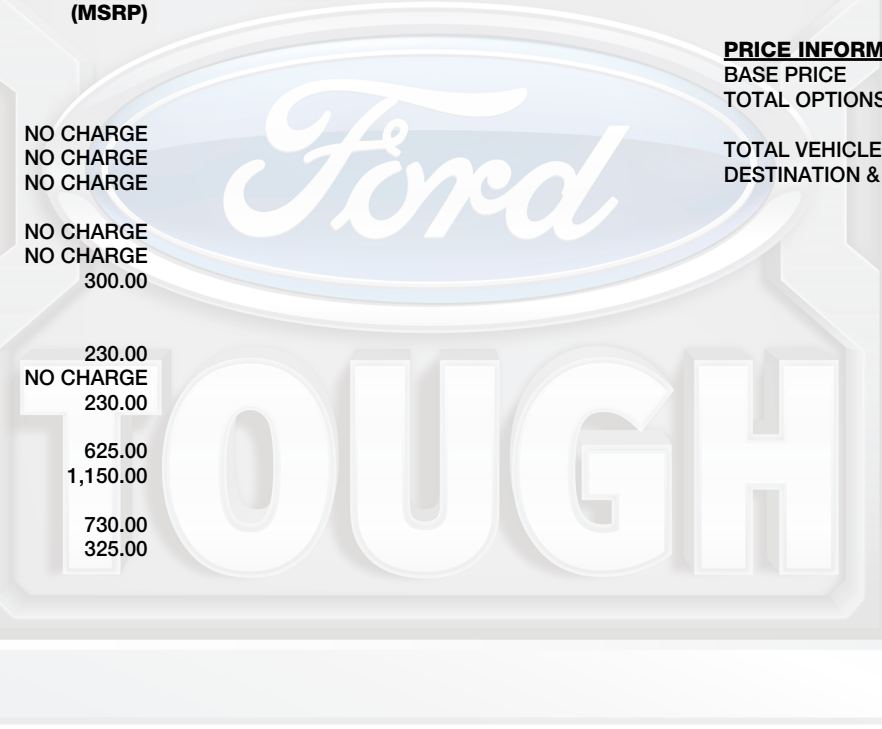 (MSRP)
NO CHARGE
NO CHARGE
NO CHARGE
NO CHARGE
NO CHARGE
300.00
230.00
NO CHARGE
230.00
625.00
1,150.00
730.00
325.00
PRICE INFORM
BASE PRICE
TOTAL OPTIONS
TOTAL VEHICLE
DESTINATION &
Ford
TOUGH